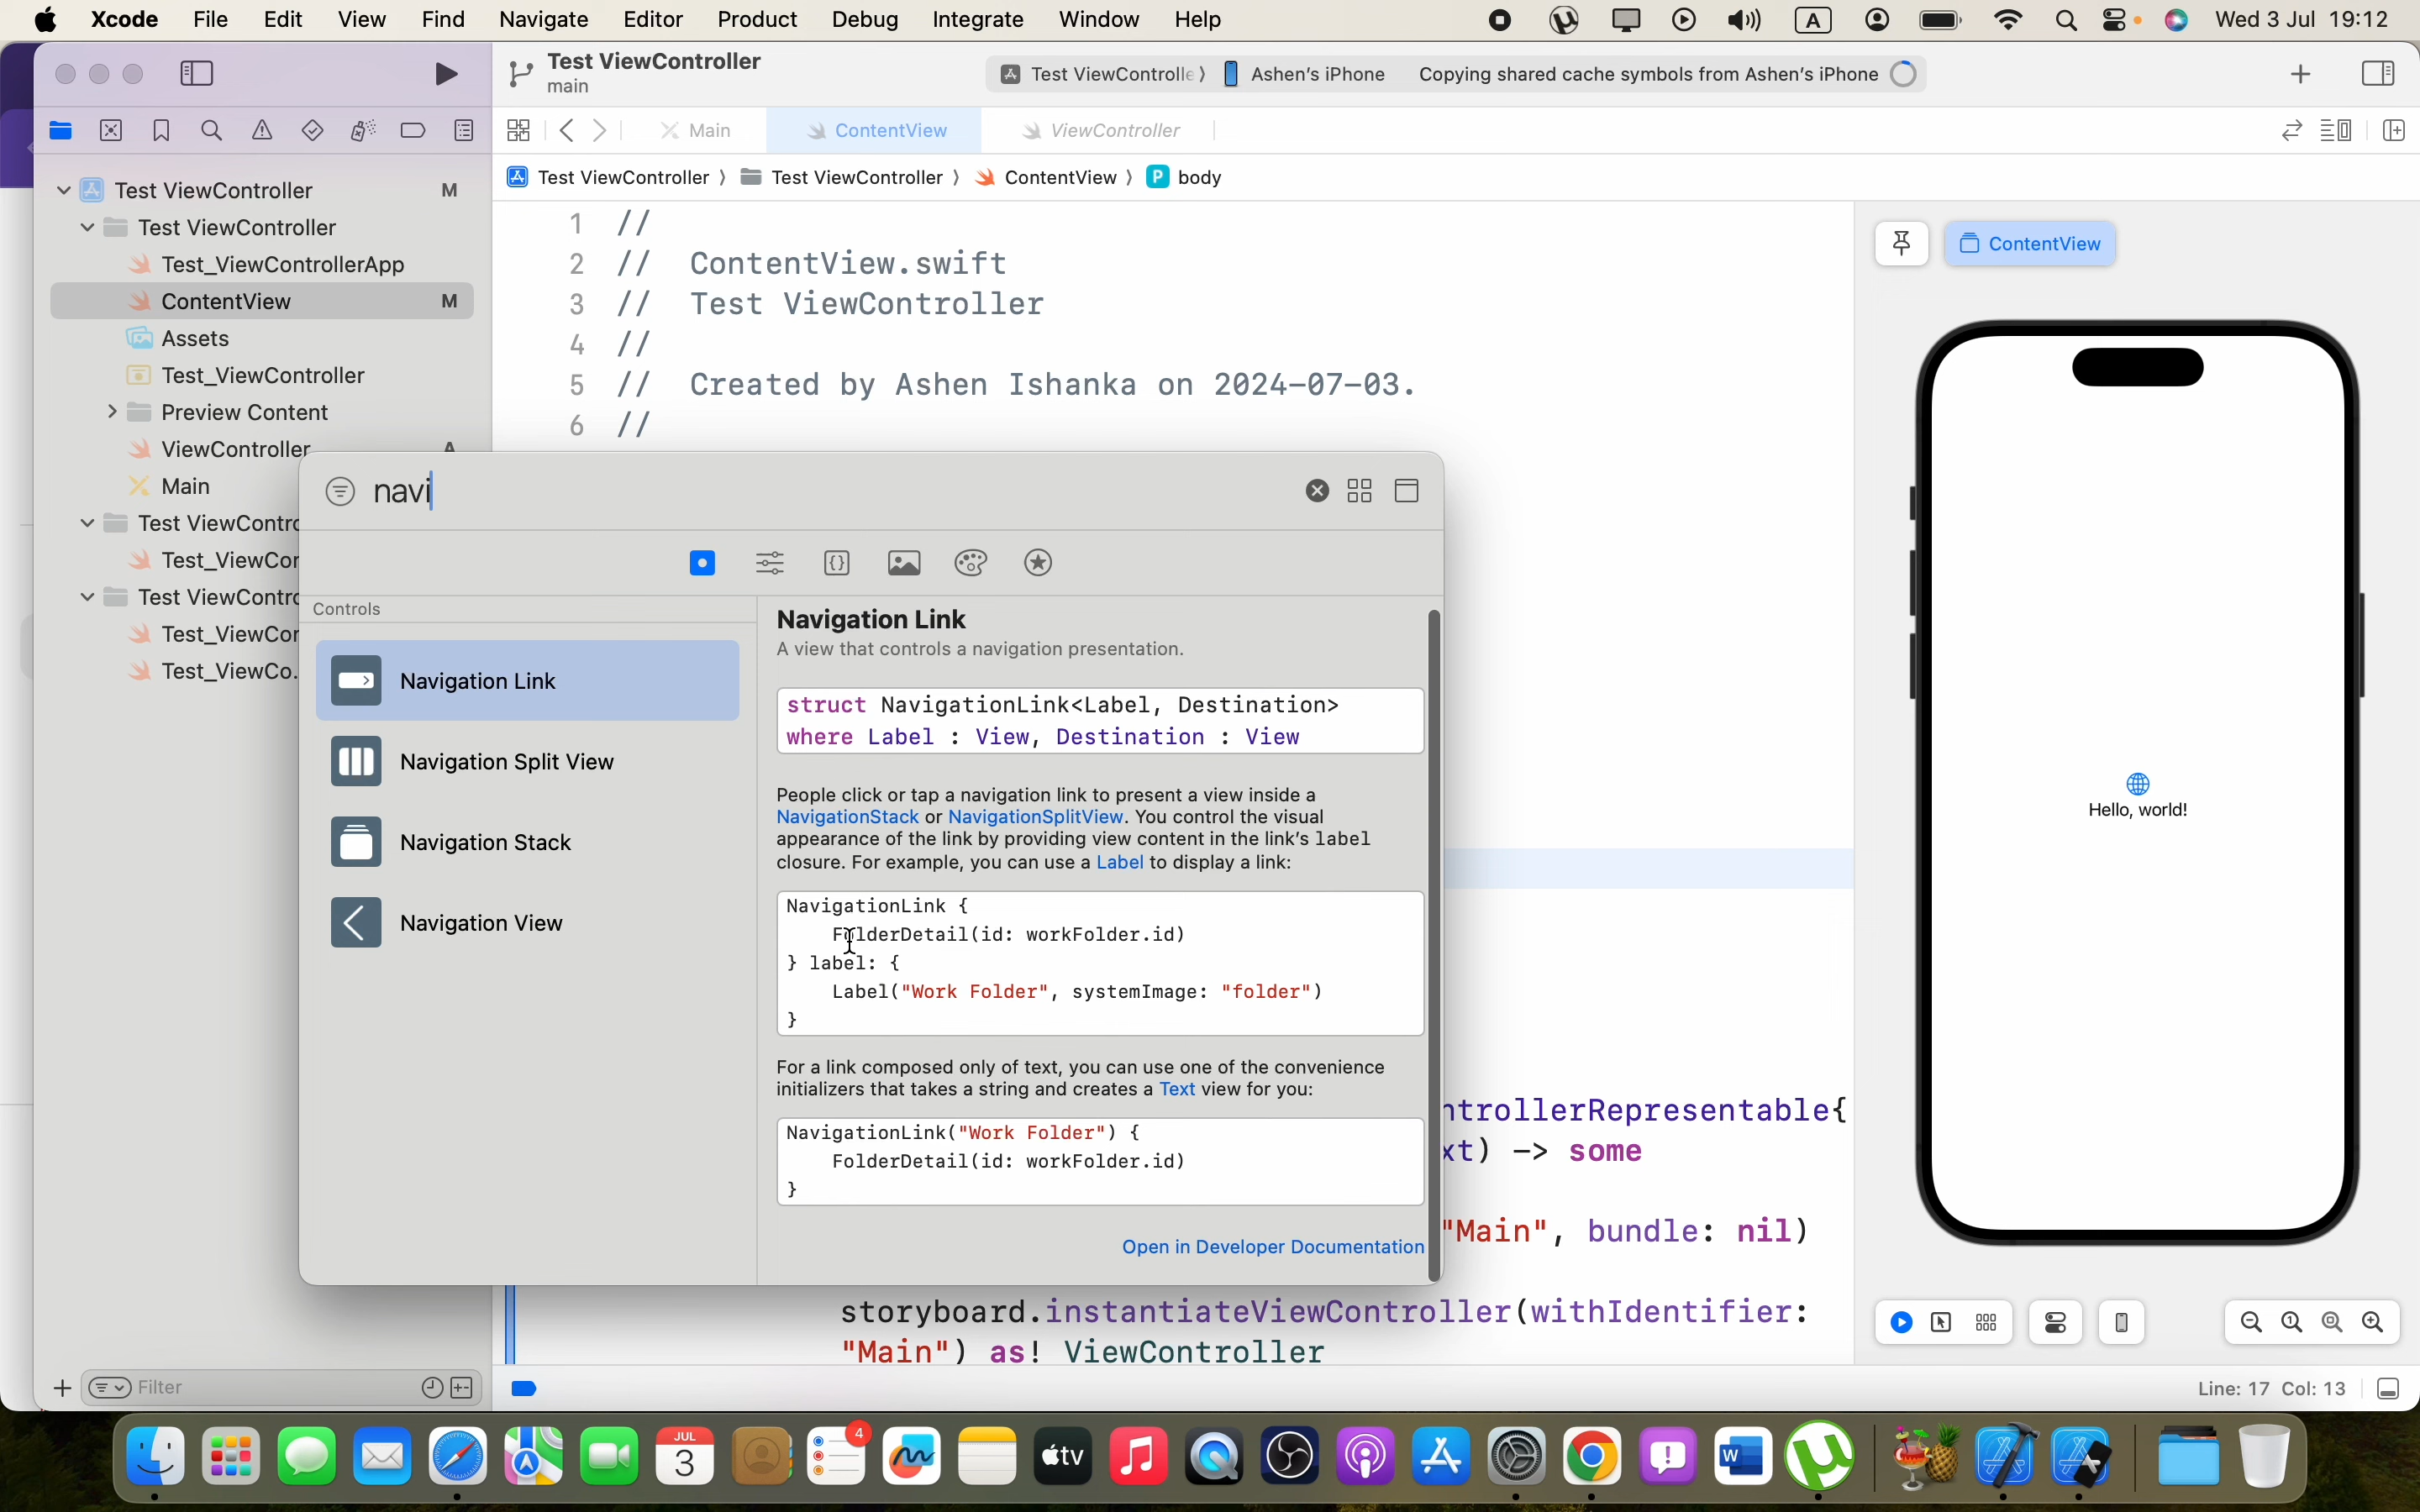 Xcode File Edit View Find Navigate Editor Product Debug Integrate Window Help A Wed 3 Jul 19:12
Test ViewController
main
Test ViewController Ashen's iPhone Copying shared cache symbols from Ashen's iPhone
Main ContentView ViewController
Test ViewController Test ViewController ContentView P body
Test ViewController M
Test ViewController
Test_ViewControllerApp
ContentView M
Assets
Test_ViewController
Preview Content
ViewController A
Main
Test ViewContro
Test_ViewCor
Test ViewContro
Test_ViewCor
Test_ViewCo.
Filter
1 //
2 // ContentView.swift
3 // Test ViewController
4 //
5 // Created by Ashen Ishanka on 2024-07-03.
6 //
navi
Controls
Navigation Link
Navigation Split View
Navigation Stack
Navigation View
Navigation Link
A view that controls a navigation presentation.
struct NavigationLink<Label, Destination>
where Label : View, Destination : View
People click or tap a navigation link to present a view inside a
NavigationStack or NavigationSplitView. You control the visual
appearance of the link by providing view content in the link's label
closure. For example, you can use a Label to display a link:
NavigationLink {
FolderDetail(id: workFolder.id)
} label: {
Label("Work Folder", systemImage: "folder")
}
For a link composed only of text, you can use one of the convenience
initializers that takes a string and creates a Text view for you:
NavigationLink("Work Folder") {
FolderDetail(id: workFolder.id)
}
Open in Developer Documentation
ntrollerRepresentable{
xt) -> some
"Main", bundle: nil)
storyboard.instantiateViewController(withIdentifier:
"Main") as! ViewController
ContentView
Hello, world!
Line: 17 Col: 13
JUL
3
4
tv
W